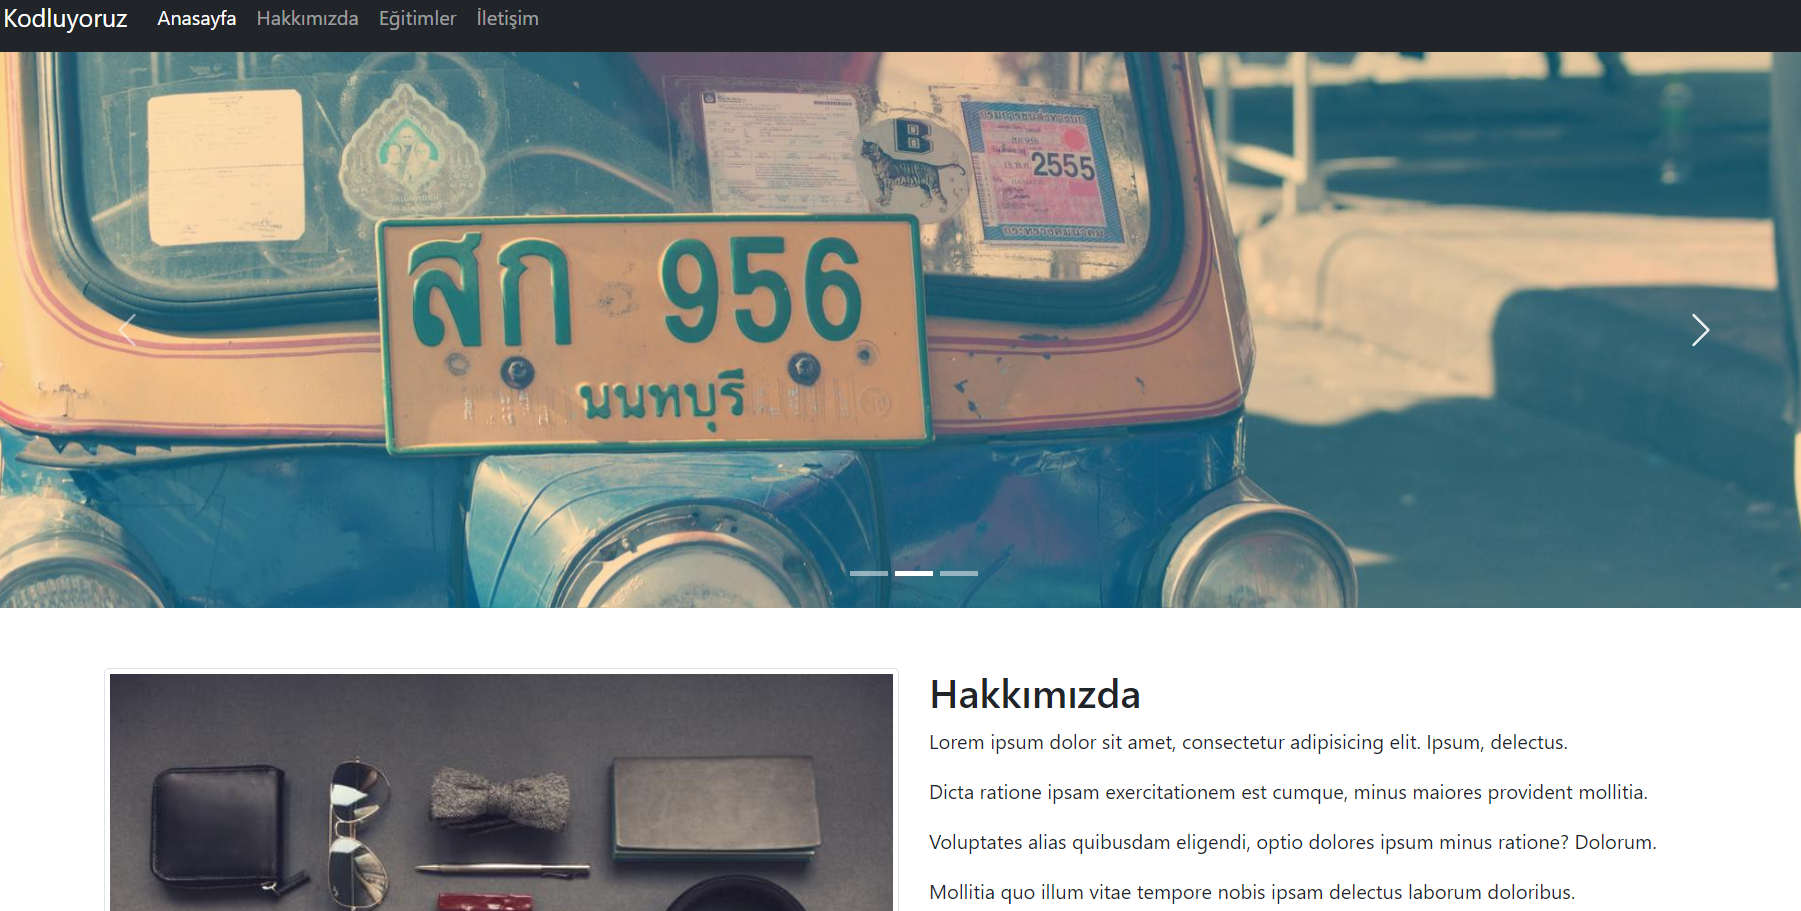 Kodluyoruz Anasayfa Hakkımızda Eğitimler İletişim
B
2555
สก 956
นนทบุรี
Hakkımızda
Lorem ipsum dolor sit amet, consectetur adipisicing elit. Ipsum, delectus.
Dicta ratione ipsam exercitationem est cumque, minus maiores provident mollitia.
Voluptates alias quibusdam eligendi, optio dolores ipsum minus ratione? Dolorum.
Mollitia quo illum vitae tempore nobis ipsam delectus laborum doloribus.